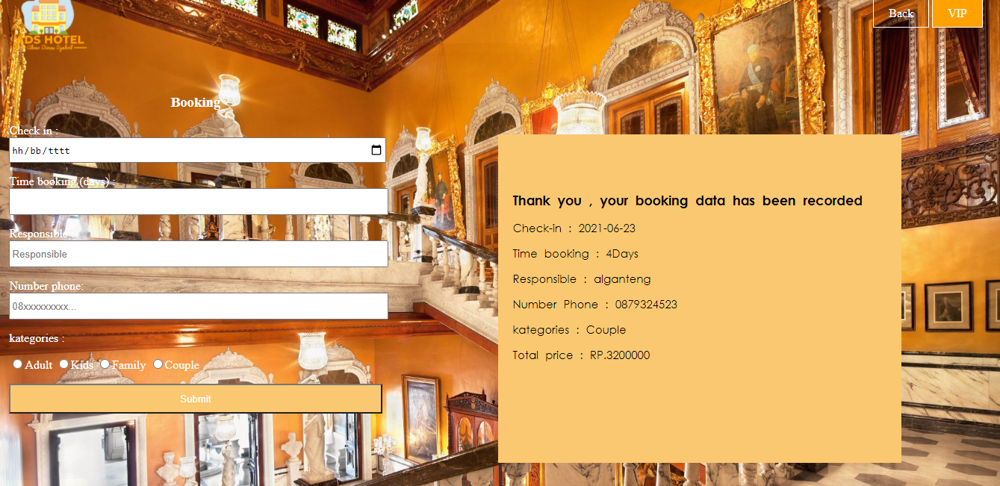 ADS HOTEL
Back
VIP
Booking
Check in :
hh/bb/tttt
Time booking (days) :
Responsible
Responsible
Number phone:
08xxxxxxxxx...
kategories :
Adult Kids Family Couple
Submit
Thank you , your booking data has been recorded
Check-in : 2021-06-23
Time booking : 4Days
Responsible : alganteng
Number Phone : 0879324523
kategories : Couple
Total price : RP.3200000